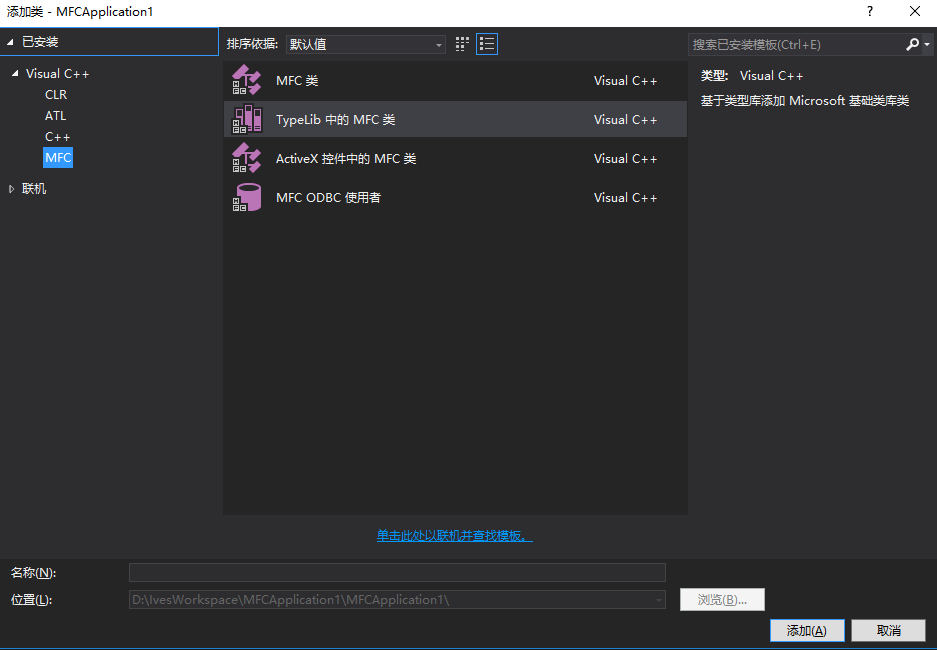 添加类 - MFCApplication1
?
已安装
排序依据: 默认值
搜索已安装模板(Ctrl+E)
Visual C++
CLR
ATL
C++
MFC
联机
MFC 类 Visual C++
TypeLib 中的 MFC 类 Visual C++
ActiveX 控件中的 MFC 类 Visual C++
MFC ODBC 使用者 Visual C++
类型: Visual C++
基于类型库添加 Microsoft 基础类库类
单击此处以联机并查找模板。
名称(N):
位置(L): D:\IvesWorkspace\MFCApplication1\MFCApplication1\
浏览(B)...
添加(A) 取消